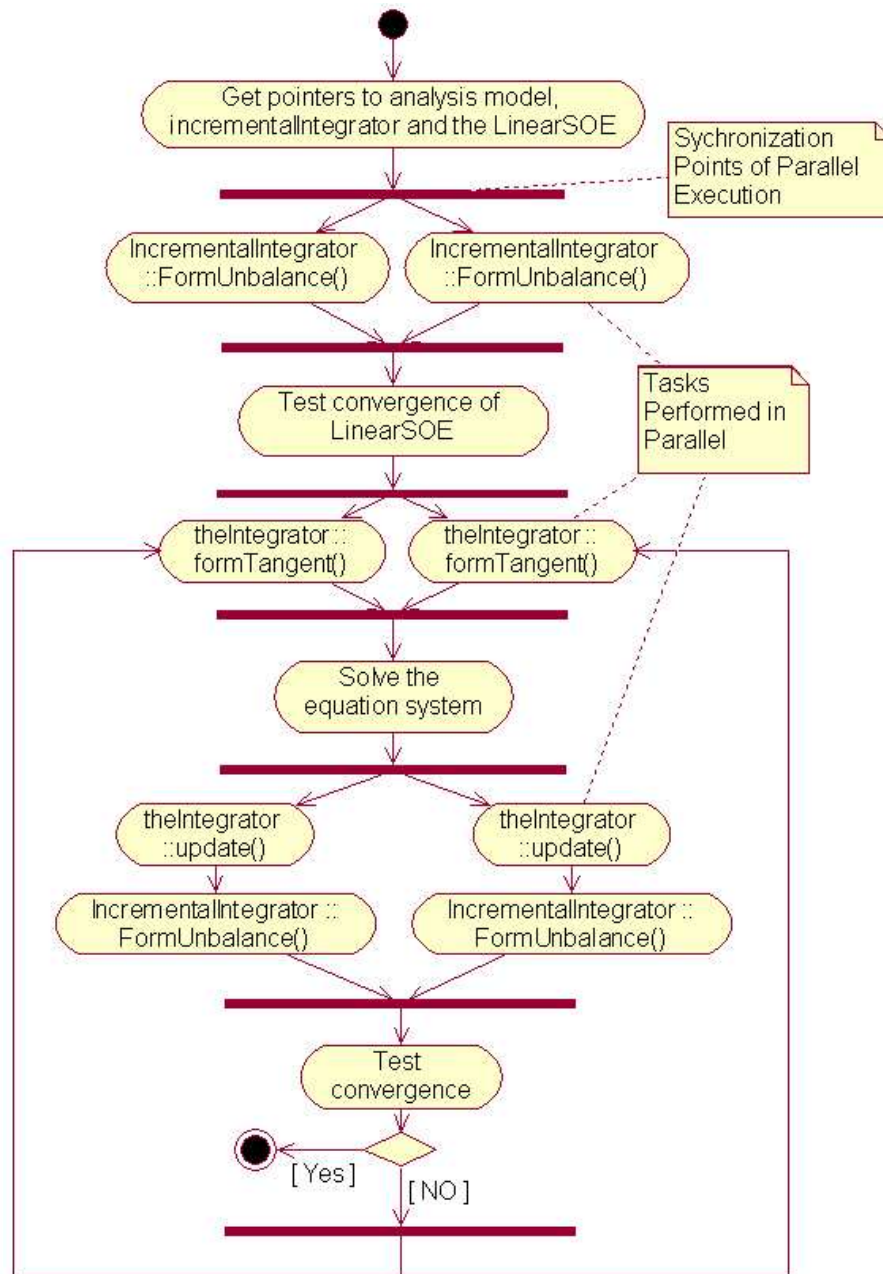 Get pointers to analysis model,
incrementalIntegrator and the LinearSOE
Sychronization
Points of Parallel
Execution
IncrementalIntegrator
::FormUnbalance()
IncrementalIntegrator
::FormUnbalance()
Test convergence of
LinearSOE
Tasks
Performed in
Parallel
theIntegrator ::
formTangent()
theIntegrator ::
formTangent()
Solve the
equation system
theIntegrator
::update()
theIntegrator
::update()
IncrementalIntegrator ::
FormUnbalance()
IncrementalIntegrator ::
FormUnbalance()
Test
convergence
[ Yes ]
[ NO ]